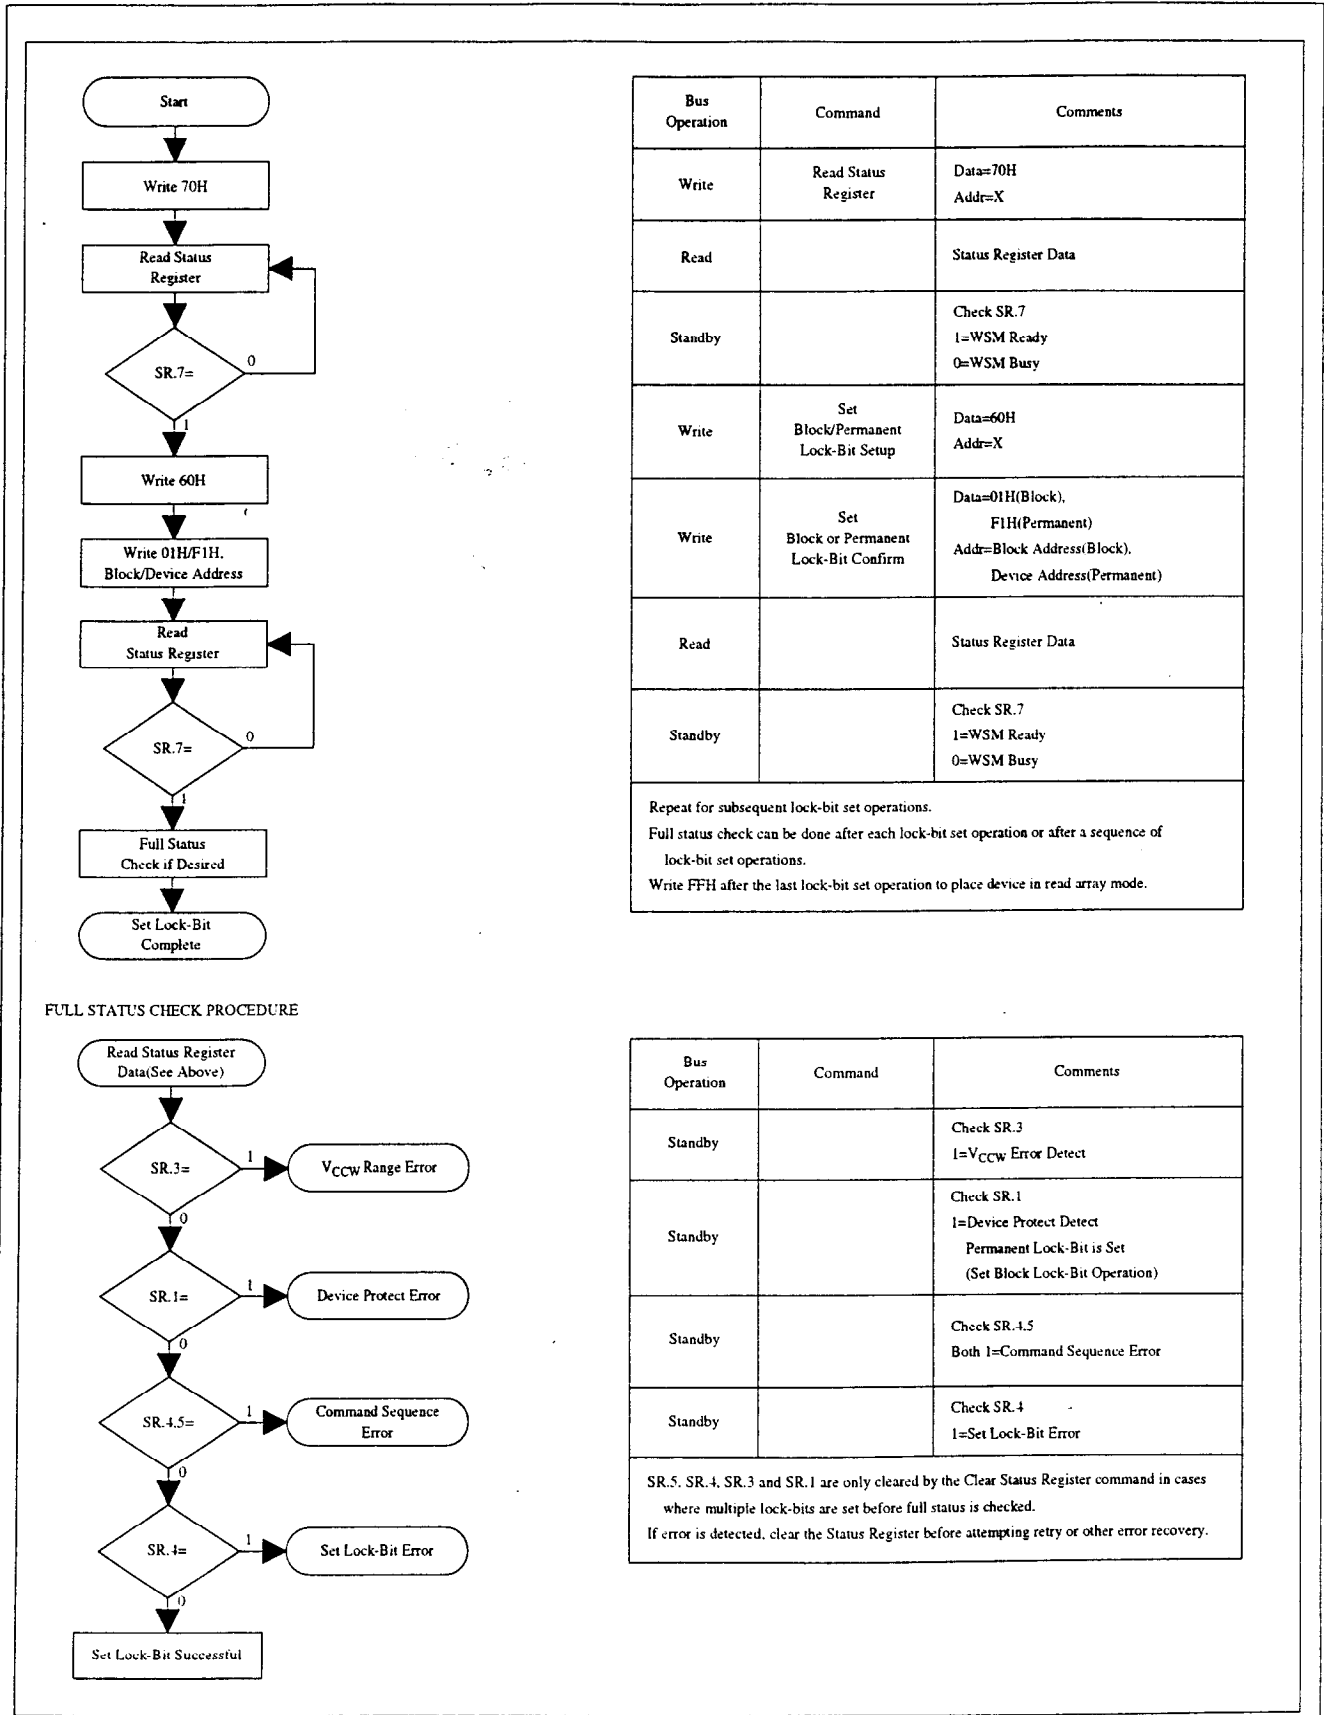 Start
Write 70H
Read Status
Register
SR.7=
0
1
Write 60H
Write 01H/F1H,
Block/Device Address
Read
Status Register
SR.7=
0
1
Full Status
Check if Desired
Set Lock-Bit
Complete
Bus
Operation
Command
Comments
Write
Read Status
Register
Data=70H
Addr=X
Read
Status Register Data
Standby
Check SR.7
1=WSM Ready
0=WSM Busy
Write
Set
Block/Permanent
Lock-Bit Setup
Data=60H
Addr=X
Write
Set
Block or Permanent
Lock-Bit Confirm
Data=01H(Block),
F1H(Permanent)
Addr=Block Address(Block),
Device Address(Permanent)
Read
Status Register Data
Standby
Check SR.7
1=WSM Ready
0=WSM Busy
Repeat for subsequent lock-bit set operations.
Full status check can be done after each lock-bit set operation or after a sequence of
lock-bit set operations.
Write FFH after the last lock-bit set operation to place device in read array mode.
FULL STATUS CHECK PROCEDURE
Read Status Register
Data(See Above)
SR.3=
1
VCCW Range Error
0
SR.1=
1
Device Protect Error
0
SR.4.5=
1
Command Sequence
Error
0
SR.4=
1
Set Lock-Bit Error
0
Set Lock-Bit Successful
Bus
Operation
Command
Comments
Standby
Check SR.3
1=VCCW Error Detect
Standby
Check SR.1
1=Device Protect Detect
Permanent Lock-Bit is Set
(Set Block Lock-Bit Operation)
Standby
Check SR.4.5
Both 1=Command Sequence Error
Standby
Check SR.4
1=Set Lock-Bit Error
SR.5, SR.4, SR.3 and SR.1 are only cleared by the Clear Status Register command in cases
where multiple lock-bits are set before full status is checked.
If error is detected, clear the Status Register before attempting retry or other error recovery.